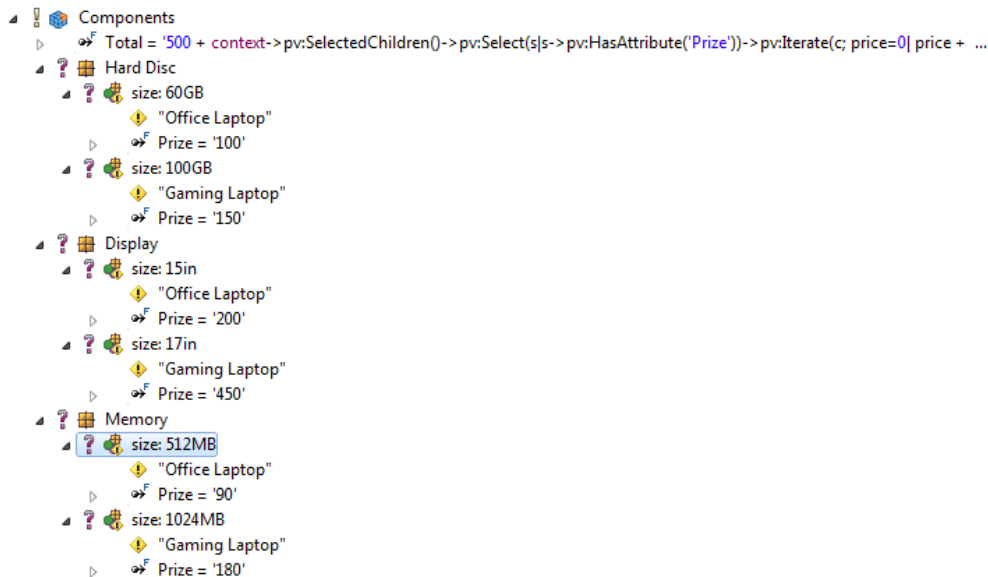 Components
Total = '500 + context->pv:SelectedChildren()->pv:Select(s|s->pv:HasAttribute('Prize'))->pv:Iterate(c; price=0| price + ...
Hard Disc
size: 60GB
"Office Laptop"
Prize = '100'
size: 100GB
"Gaming Laptop"
Prize = '150'
Display
size: 15in
"Office Laptop"
Prize = '200'
size: 17in
"Gaming Laptop"
Prize = '450'
Memory
size: 512MB
"Office Laptop"
Prize = '90'
size: 1024MB
"Gaming Laptop"
Prize = '180'